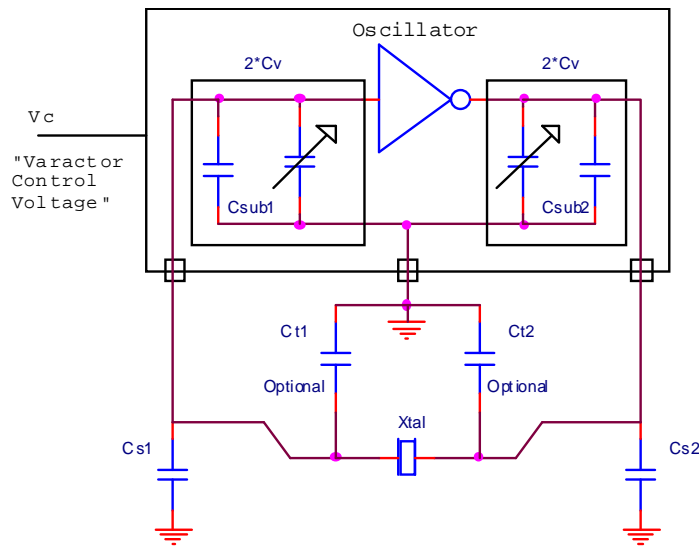 Oscillator
2*Cv
2*Cv
Vc
"Varactor
Control
Voltage"
Csub1
Csub2
Ct1
Ct2
Optional
Optional
Xtal
Cs1
Cs2